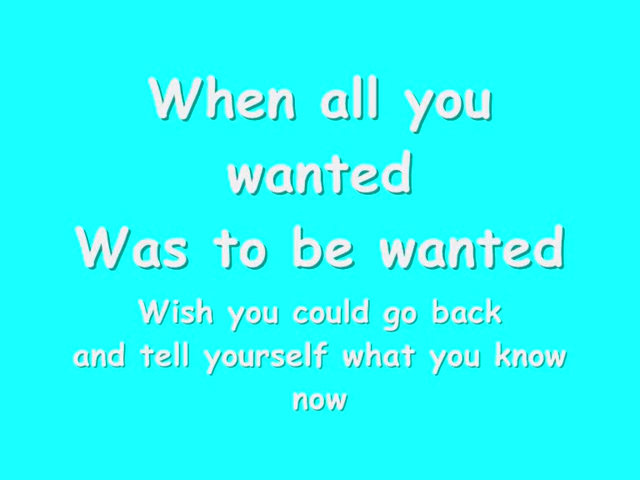 When all you
wanted
Was to be wanted
Wish you could go back
and tell yourself what you know
now